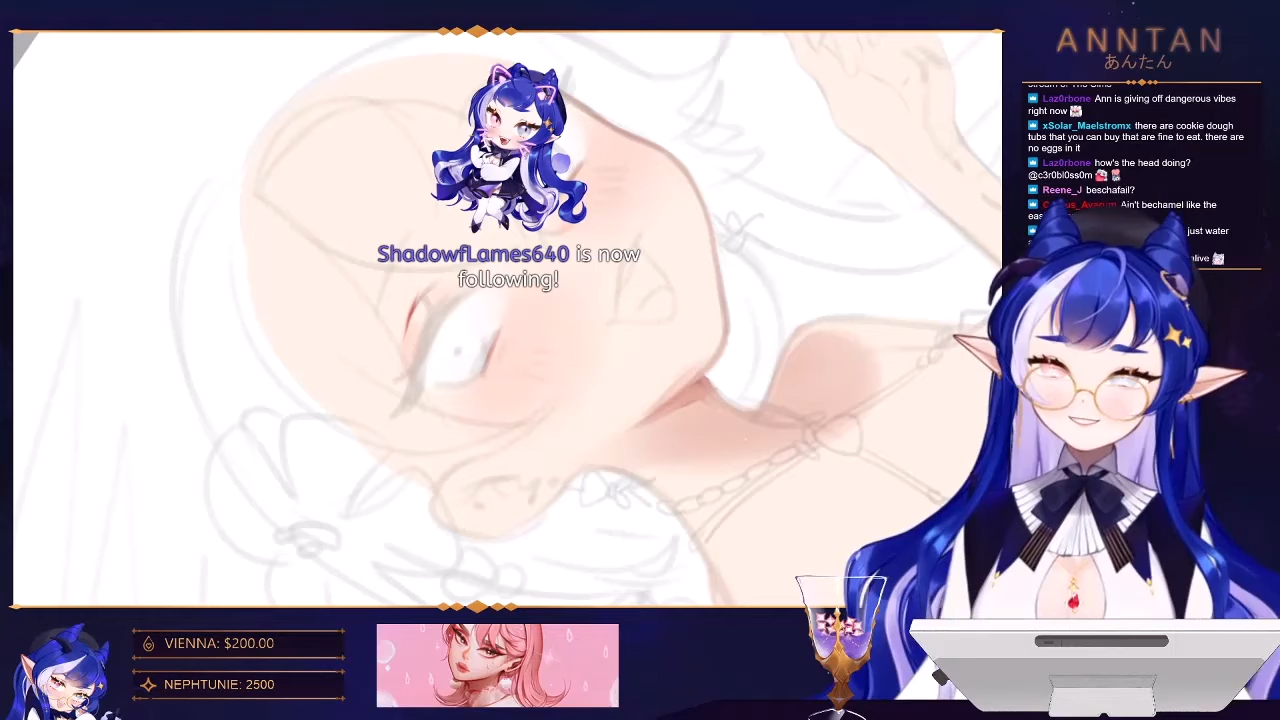 ANNTAN
あんたん
Laz0rbone Ann is giving off dangerous vibes
right now
xSolar_Maelstromx there are cookie dough
tubs that you can buy that are fine to eat. there are
no eggs in it
Laz0rbone how's the head doing?
@c3r0bl0ss0m
Reene_J beschafail?
Ain't bechamel like the
just water
ShadowfLames640 is now
following!
VIENNA: $200.00
NEPHTUNIE: 2500